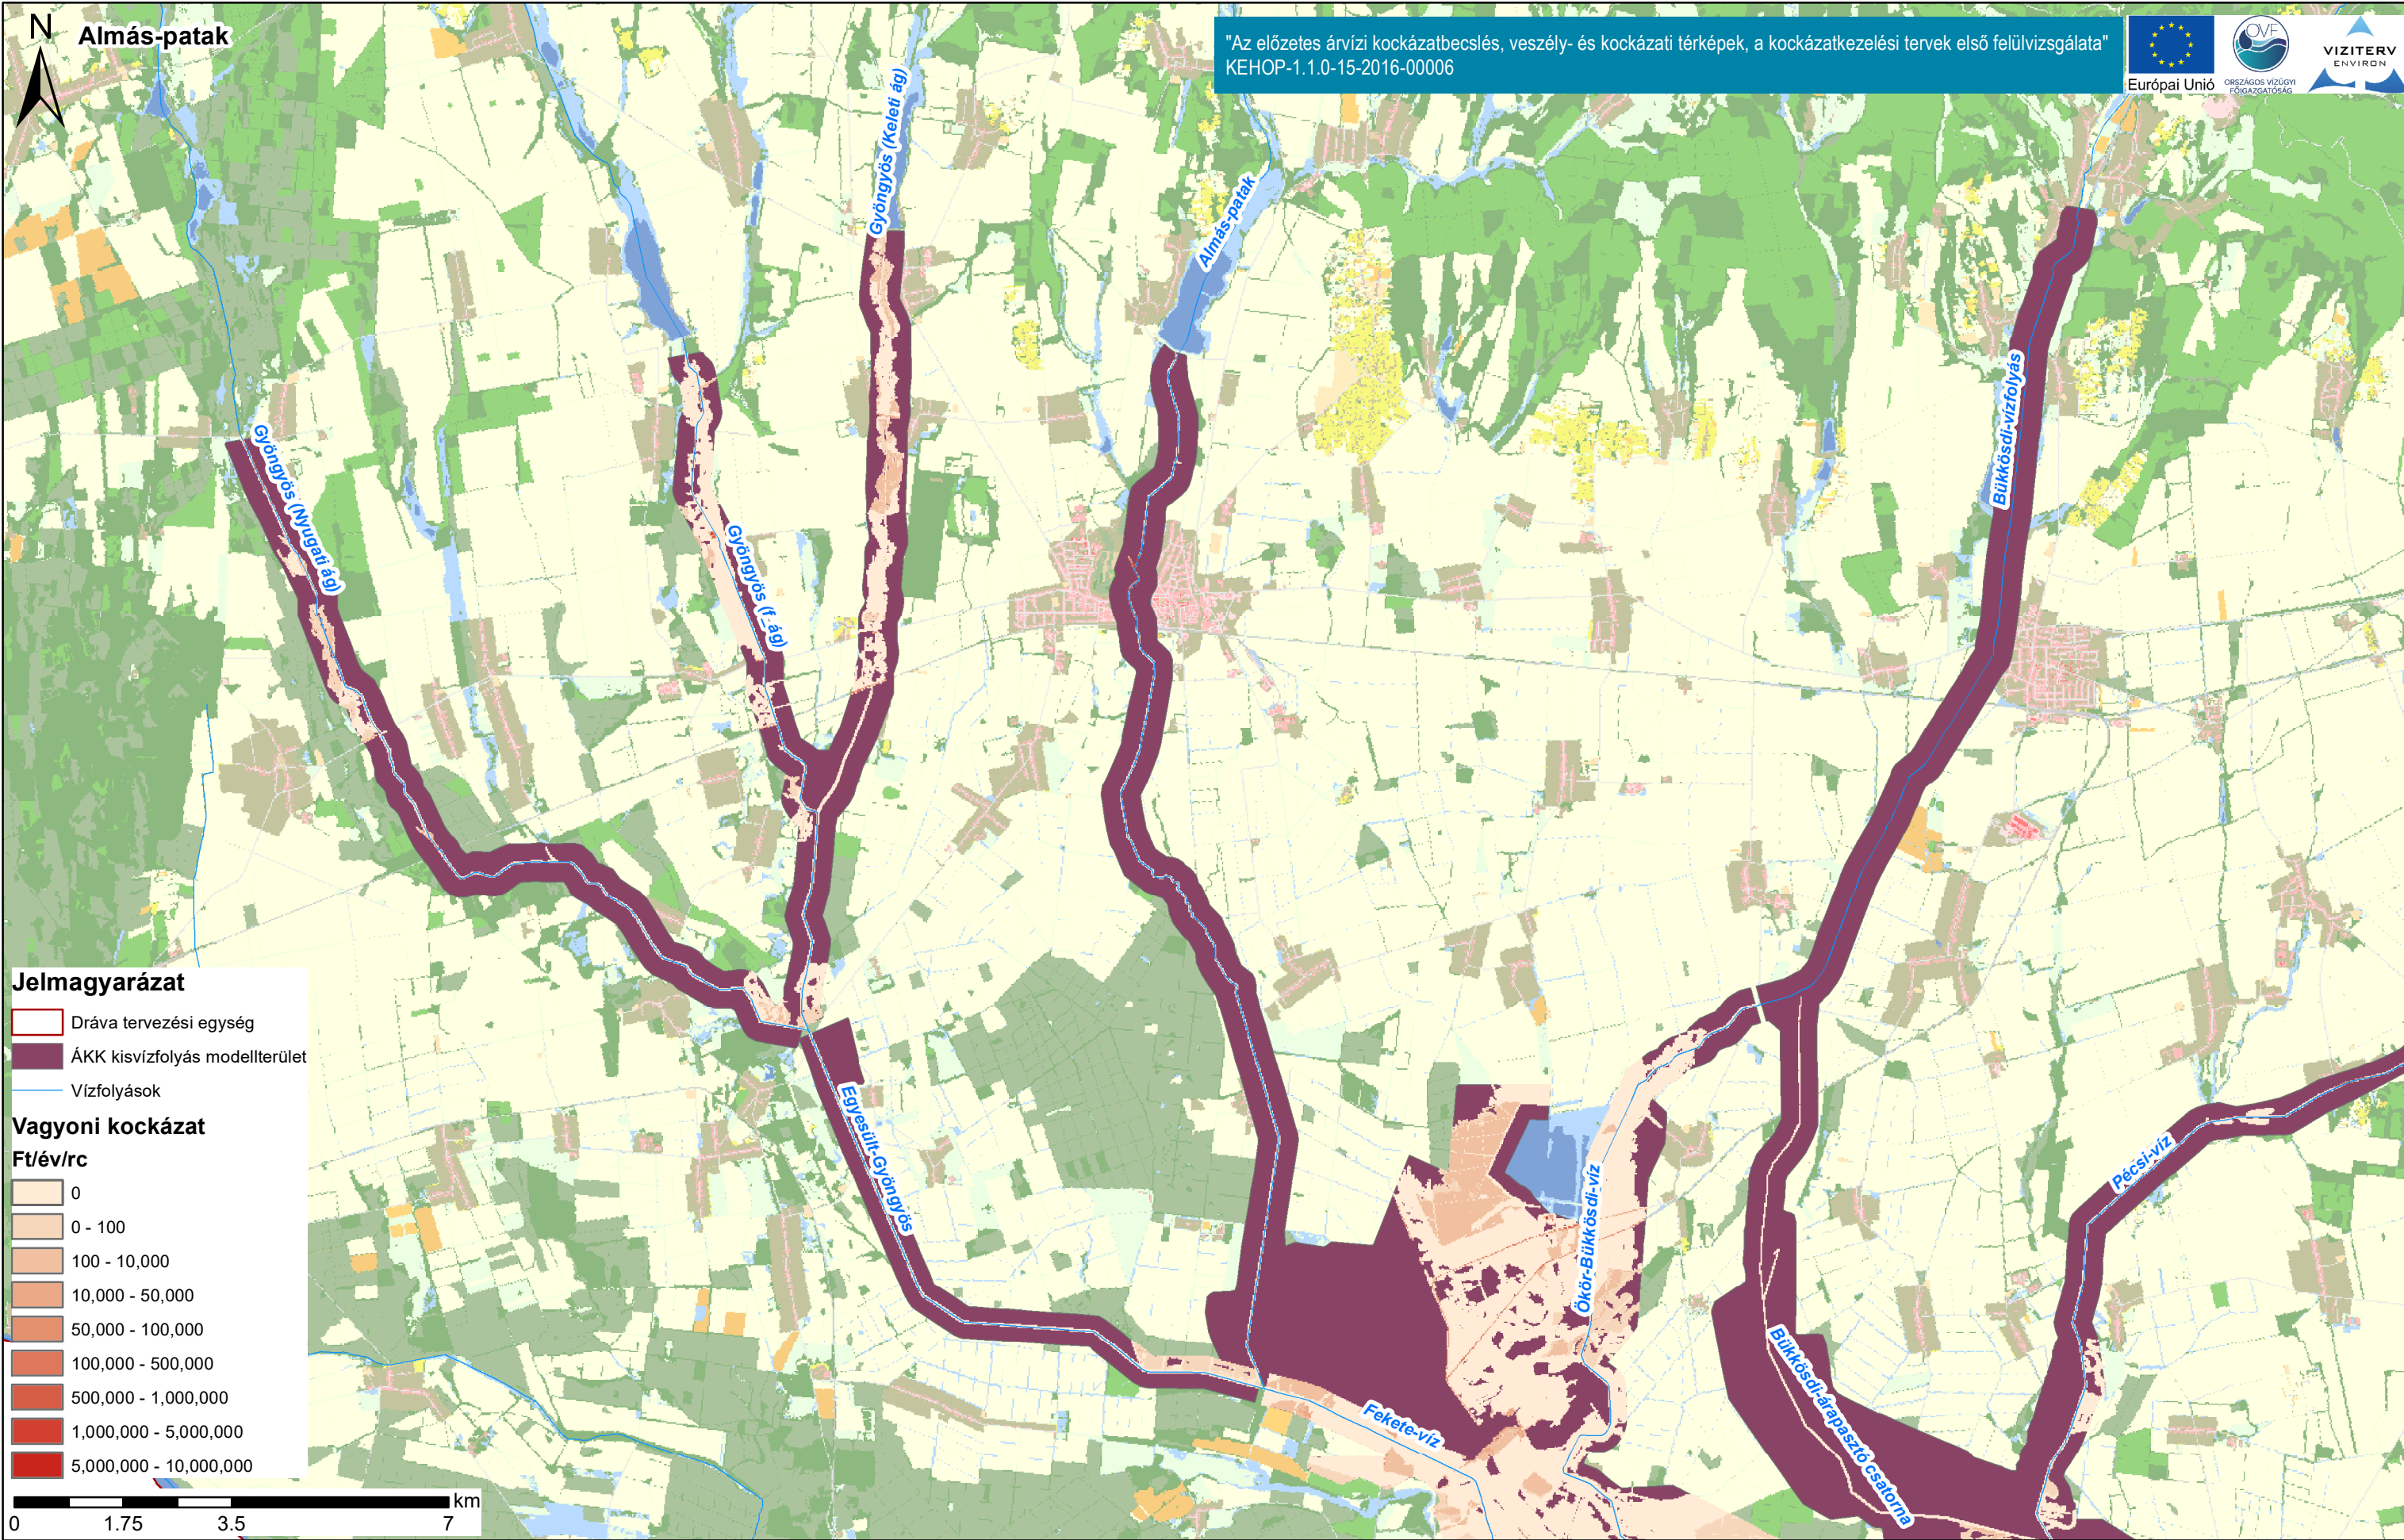 N
Almás-patak
"Az előzetes árvízi kockázatbecslés, veszély- és kockázati térképek, a kockázatkezelési tervek első felülvizsgálata"
KEHOP-1.1.0-15-2016-00006
Európai Unió
OVF
ORSZÁGOS VÍZÜGYI
FŐIGAZGATÓSÁG
VIZITERV
ENVIRON
Gyöngyös (Keleti ág)
Almás-patak
Bükkösdi-vízfolyás
Gyöngyös (Nyugati ág)
Gyöngyös (f_ág)
Egyesült-Gyöngyös
Ökör-Bükkösdi-víz
Pécsi-víz
Fekete-víz
Bükkösdi-árapasztó csatorna
Jelmagyarázat
Dráva tervezési egység
ÁKK kisvízfolyás modellterület
Vízfolyások
Vagyoni kockázat
Ft/év/rc
0
0 - 100
100 - 10,000
10,000 - 50,000
50,000 - 100,000
100,000 - 500,000
500,000 - 1,000,000
1,000,000 - 5,000,000
5,000,000 - 10,000,000
km
0 1.75 3.5 7